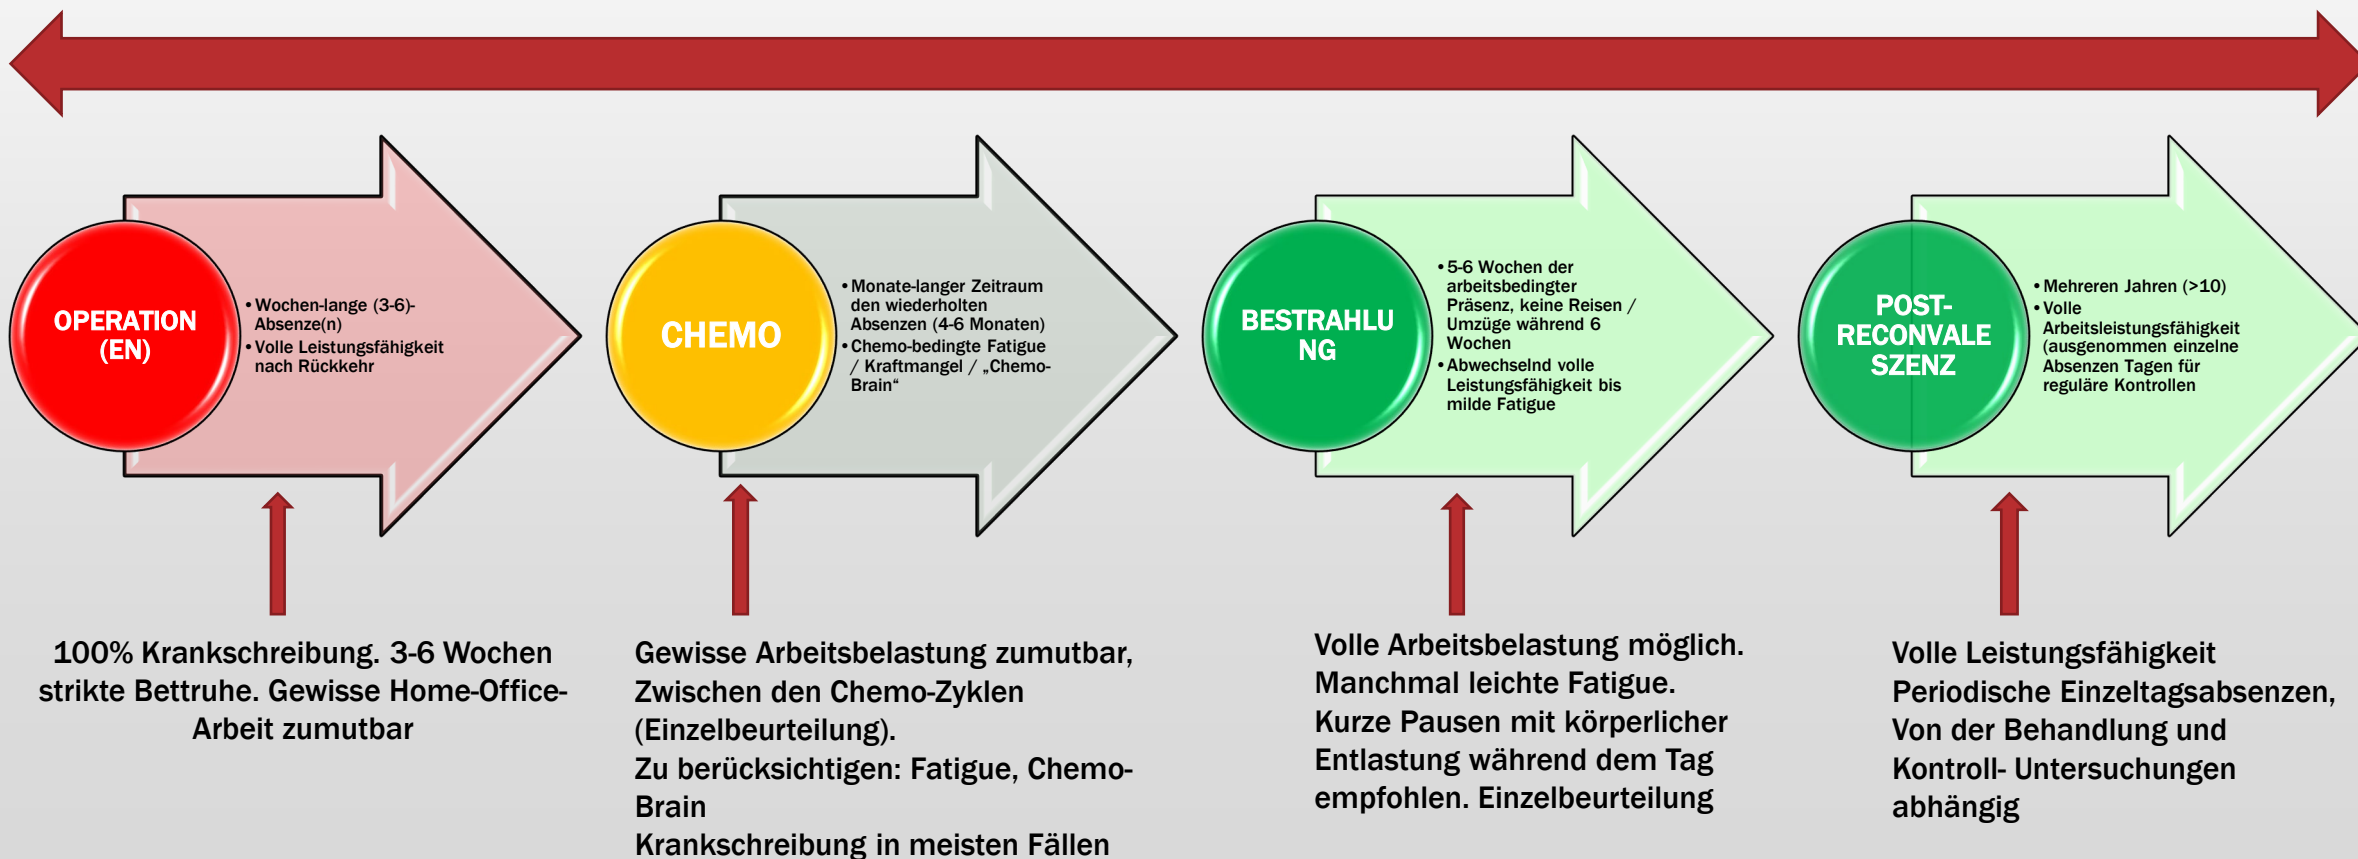 OPERATION
(EN)
• Wochen-lange (3-6)-
Absenze(n)
• Volle Leistungsfähigkeit
nach Rückkehr
CHEMO
• Monate-langer Zeitraum
den wiederholten
Absenzen (4-6 Monaten)
• Chemo-bedingte Fatigue
/ Kraftmangel / „Chemo-
Brain“
BESTRAHLU
NG
• 5-6 Wochen der
arbeitsbedingter
Präsenz, keine Reisen /
Umzüge während 6
Wochen
• Abwechselnd volle
Leistungsfähigkeit bis
milde Fatigue
POST-
RECONVALE
SZENZ
• Mehreren Jahren (>10)
• Volle
Arbeitsleistungsfähigkeit
(ausgenommen einzelne
Absenzen Tagen für
reguläre Kontrollen
100% Krankschreibung. 3-6 Wochen
strikte Bettruhe. Gewisse Home-Office-
Arbeit zumutbar
Gewisse Arbeitsbelastung zumutbar,
Zwischen den Chemo-Zyklen
(Einzelbeurteilung).
Zu berücksichtigen: Fatigue, Chemo-
Brain
Krankschreibung in meisten Fällen
Volle Arbeitsbelastung möglich.
Manchmal leichte Fatigue.
Kurze Pausen mit körperlicher
Entlastung während dem Tag
empfohlen. Einzelbeurteilung
Volle Leistungsfähigkeit
Periodische Einzeltagsabsenzen,
Von der Behandlung und
Kontroll- Untersuchungen
abhängig